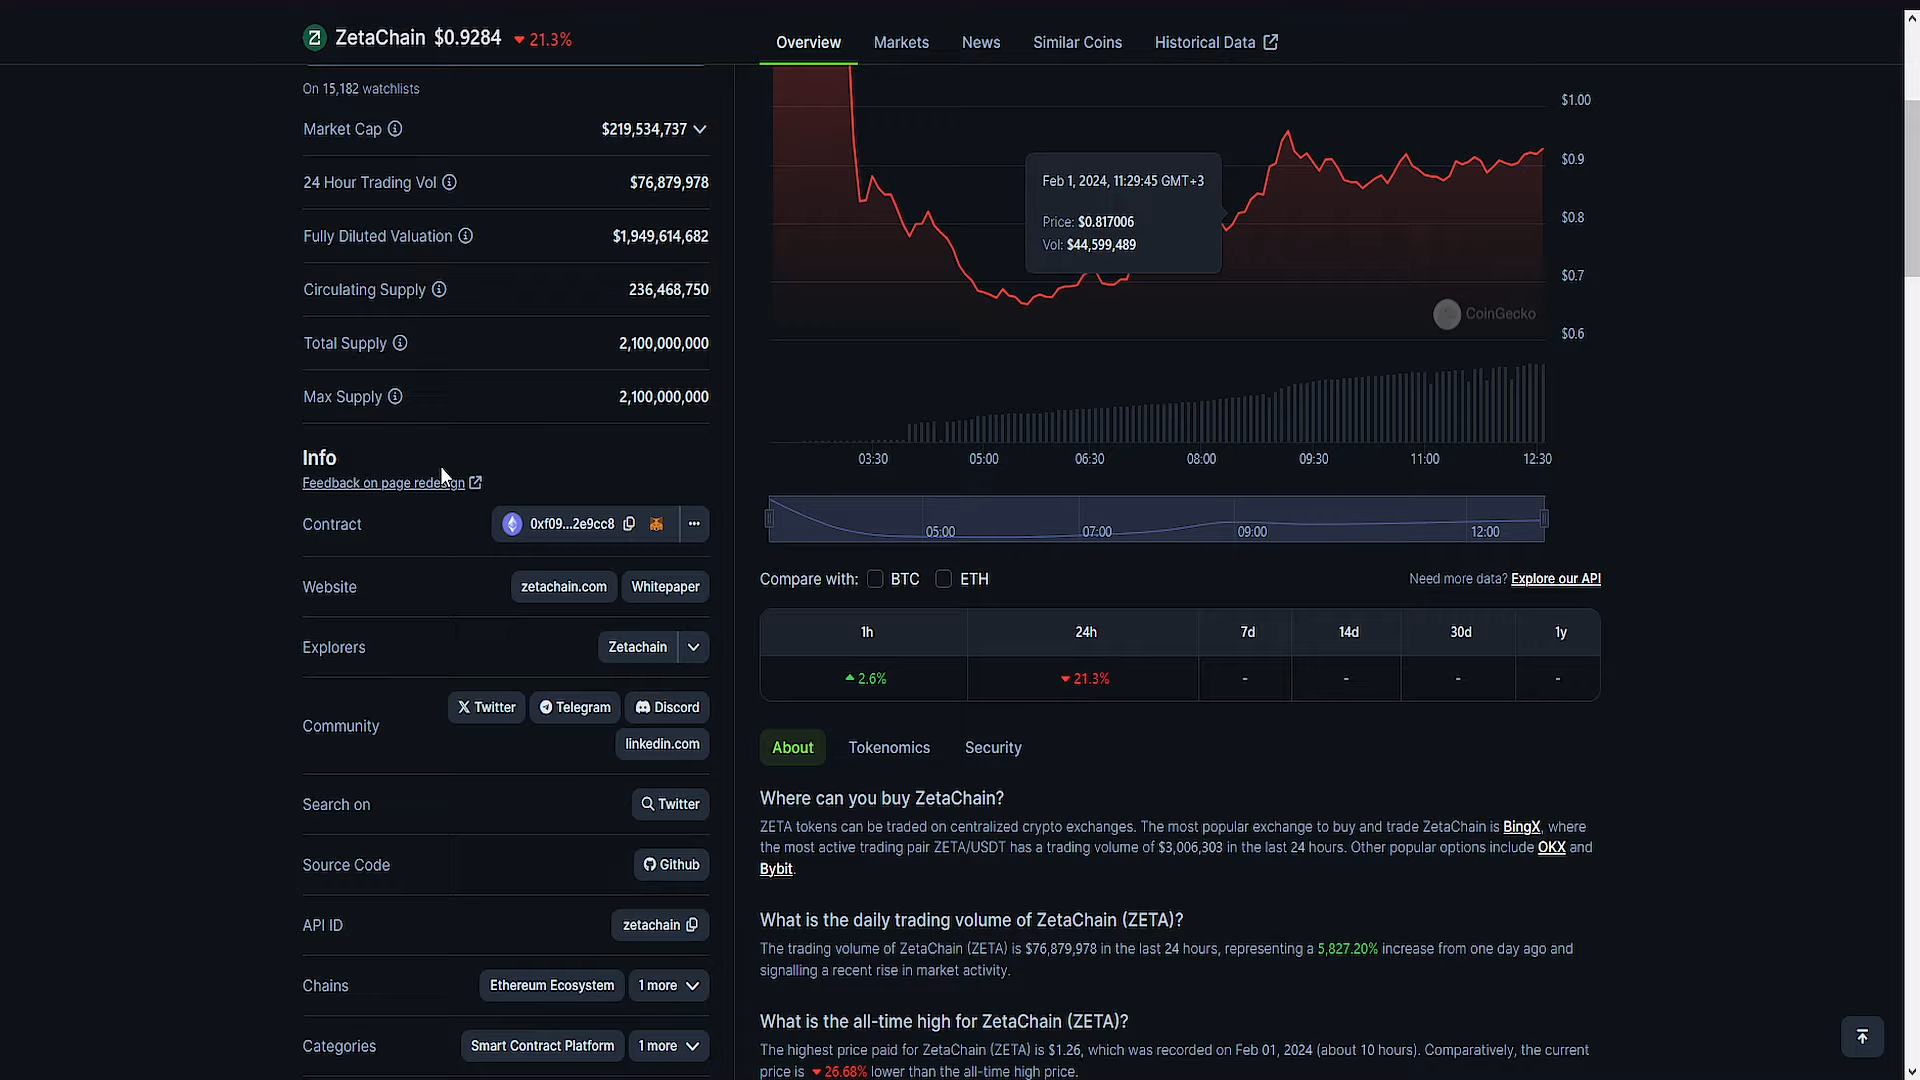 ZetaChain $0.9284 21.3%
Overview Markets News Similar Coins Historical Data
On 15,182 watchlists
Market Cap $219,534,737
24 Hour Trading Vol $76,879,978
Fully Diluted Valuation $1,949,614,682
Circulating Supply 236,468,750
Total Supply 2,100,000,000
Max Supply 2,100,000,000
Info
Feedback on page redesign
Contract 0xf09...2e9cc8
Website zetachain.com Whitepaper
Explorers Zetachain
Community X Twitter Telegram Discord
linkedin.com
Search on Twitter
Source Code Github
API ID zetachain
Chains Ethereum Ecosystem 1 more
Categories Smart Contract Platform 1 more
$1.00
$0.9
$0.8
$0.7
$0.6
Feb 1, 2024, 11:29:45 GMT+3
Price: $0.817006
Vol: $44,599,489
CoinGecko
03:30 05:00 06:30 08:00 09:30 11:00 12:30
05:00 07:00 09:00 12:00
Compare with: BTC ETH
Need more data? Explore our API
1h 24h 7d 14d 30d 1y
2.6% 21.3% - - - -
About Tokenomics Security
Where can you buy ZetaChain?
ZETA tokens can be traded on centralized crypto exchanges. The most popular exchange to buy and trade ZetaChain is BingX, where
the most active trading pair ZETA/USDT has a trading volume of $3,006,303 in the last 24 hours. Other popular options include OKX and
Bybit.
What is the daily trading volume of ZetaChain (ZETA)?
The trading volume of ZetaChain (ZETA) is $76,879,978 in the last 24 hours, representing a 5,827.20% increase from one day ago and
signalling a recent rise in market activity.
What is the all-time high for ZetaChain (ZETA)?
The highest price paid for ZetaChain (ZETA) is $1.26, which was recorded on Feb 01, 2024 (about 10 hours). Comparatively, the current
price is 26.68% lower than the all-time high price.